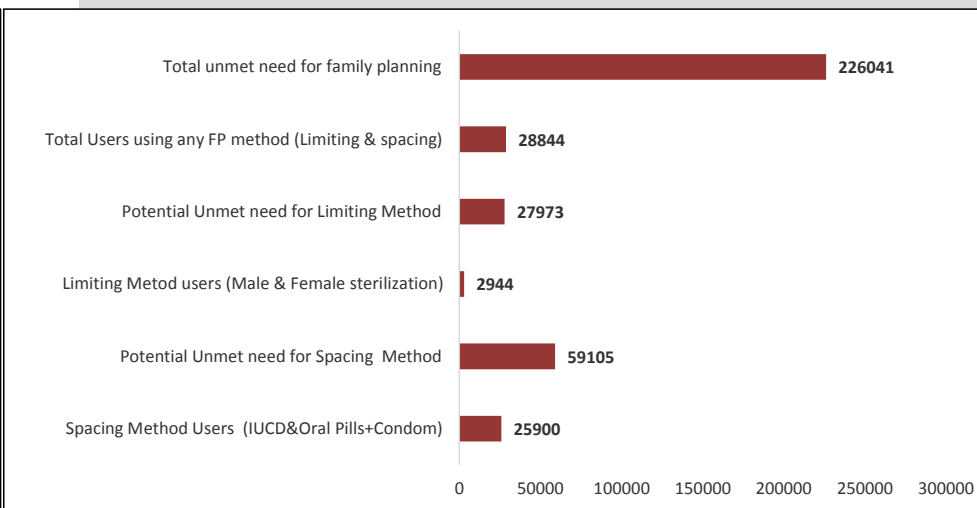 Total unmet need for family planning 226041
Total Users using any FP method (Limiting & spacing) 28844
Potential Unmet need for Limiting Method 27973
Limiting Metod users (Male & Female sterilization) 2944
Potential Unmet need for Spacing  Method 59105
Spacing Method Users  (IUCD&Oral Pills+Condom) 25900
0 50000 100000 150000 200000 250000 300000